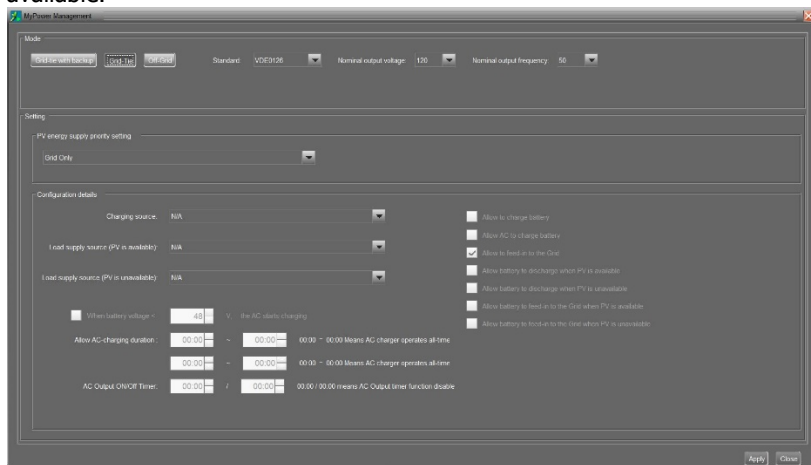 available.
MyPower Management
Mode
Grid-tie with backup Grid-Tie Off-Grid Standard VDE0126 Nominal output voltage 120 Nominal output frequency 50
Setting
PV energy supply priority setting
Grid Only
Configuration details
Charging source: N/A
Load supply source (PV is available): N/A
Load supply source (PV is unavailable): N/A
When battery voltage < 48 V, the AC starts charging
Allow AC-charging duration : 00:00 ~ 00:00 00:00 ~ 00:00 Means AC charger operates all-time
00:00 ~ 00:00 00:00 ~ 00:00 Means AC charger operates all-time
AC Output ON/Off Timer: 00:00 / 00:00 00:00 / 00:00 means AC Output timer function disable
Allow to charge battery
Allow AC to charge battery
Allow to feed-in to the Grid
Allow battery to discharge when PV is available
Allow battery to discharge when PV is unavailable
Allow battery to feed-in to the Grid when PV is available
Allow battery to feed-in to the Grid when PV is unavailable
Apply Close